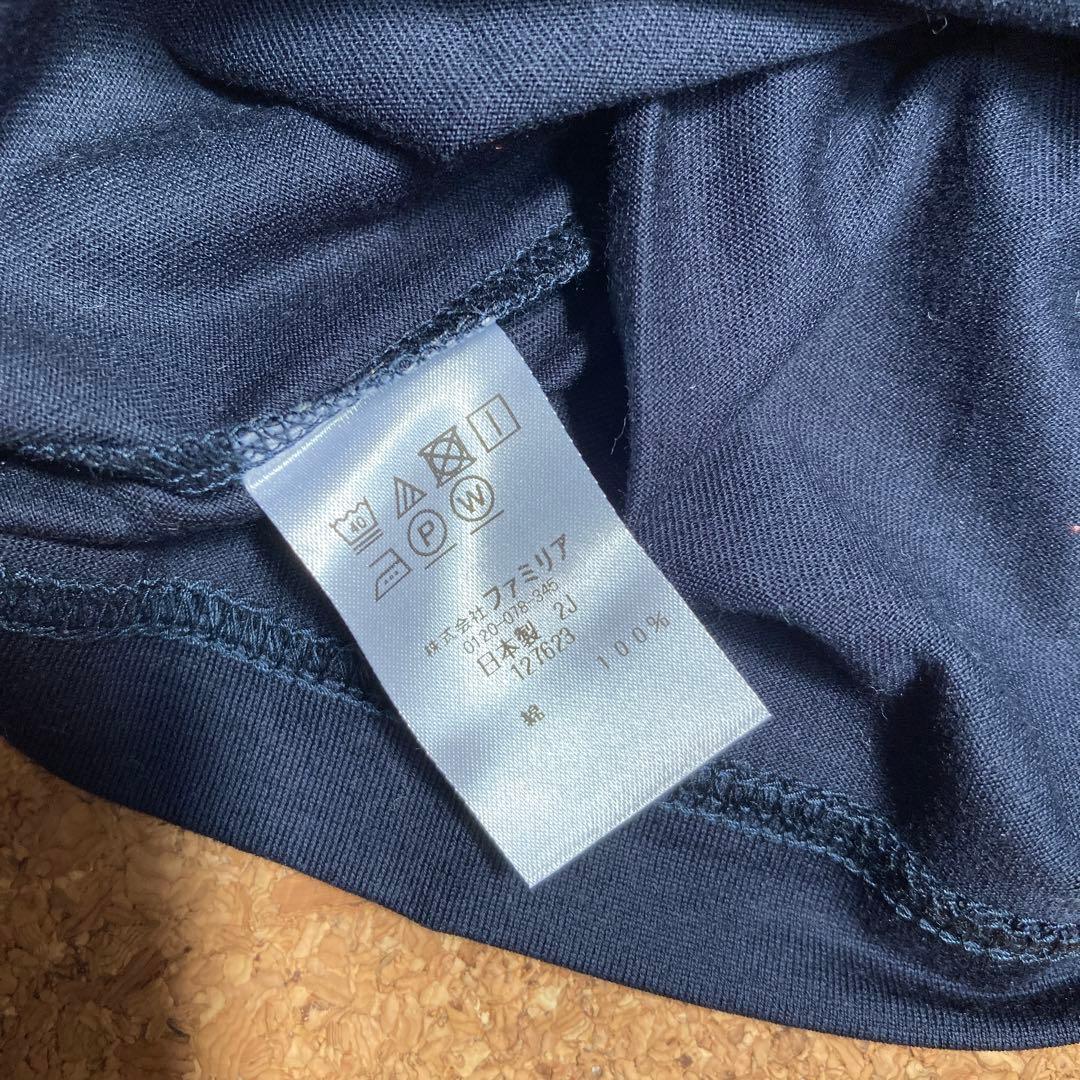 40
P W
株式会社 ファミリア
0120-078-345
日本製 2J
127623
綿 100%